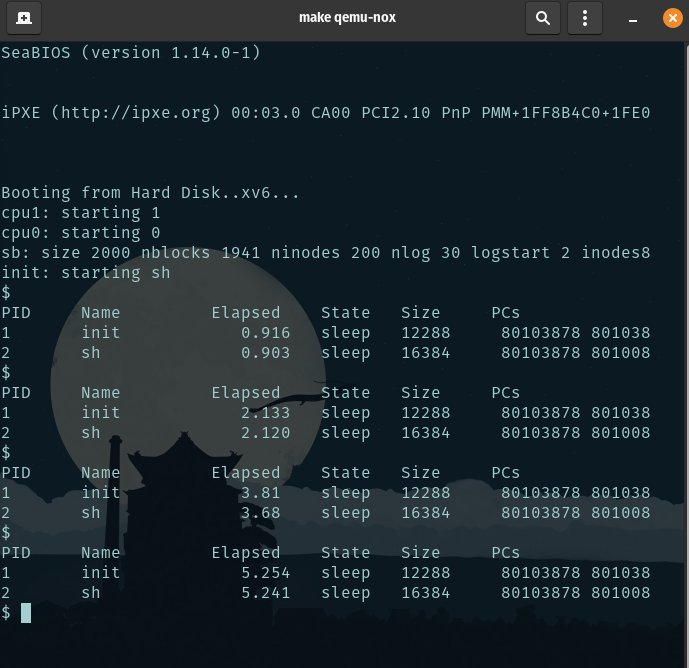 make qemu-nox
SeaBIOS (version 1.14.0-1)
iPXE (http://ipxe.org) 00:03.0 CA00 PCI2.10 PnP PMM+1FF8B4C0+1FE0
Booting from Hard Disk..xv6...
cpu1: starting 1
cpu0: starting 0
sb: size 2000 nblocks 1941 ninodes 200 nlog 30 logstart 2 inodes8
init: starting sh
$
PID Name Elapsed State Size PCs
1 init 0.916 sleep 12288 80103878 801038
2 sh 0.903 sleep 16384 80103878 801008
$
PID Name Elapsed State Size PCs
1 init 2.133 sleep 12288 80103878 801038
2 sh 2.120 sleep 16384 80103878 801008
$
PID Name Elapsed State Size PCs
1 init 3.81 sleep 12288 80103878 801038
2 sh 3.68 sleep 16384 80103878 801008
$
PID Name Elapsed State Size PCs
1 init 5.254 sleep 12288 80103878 801038
2 sh 5.241 sleep 16384 80103878 801008
$